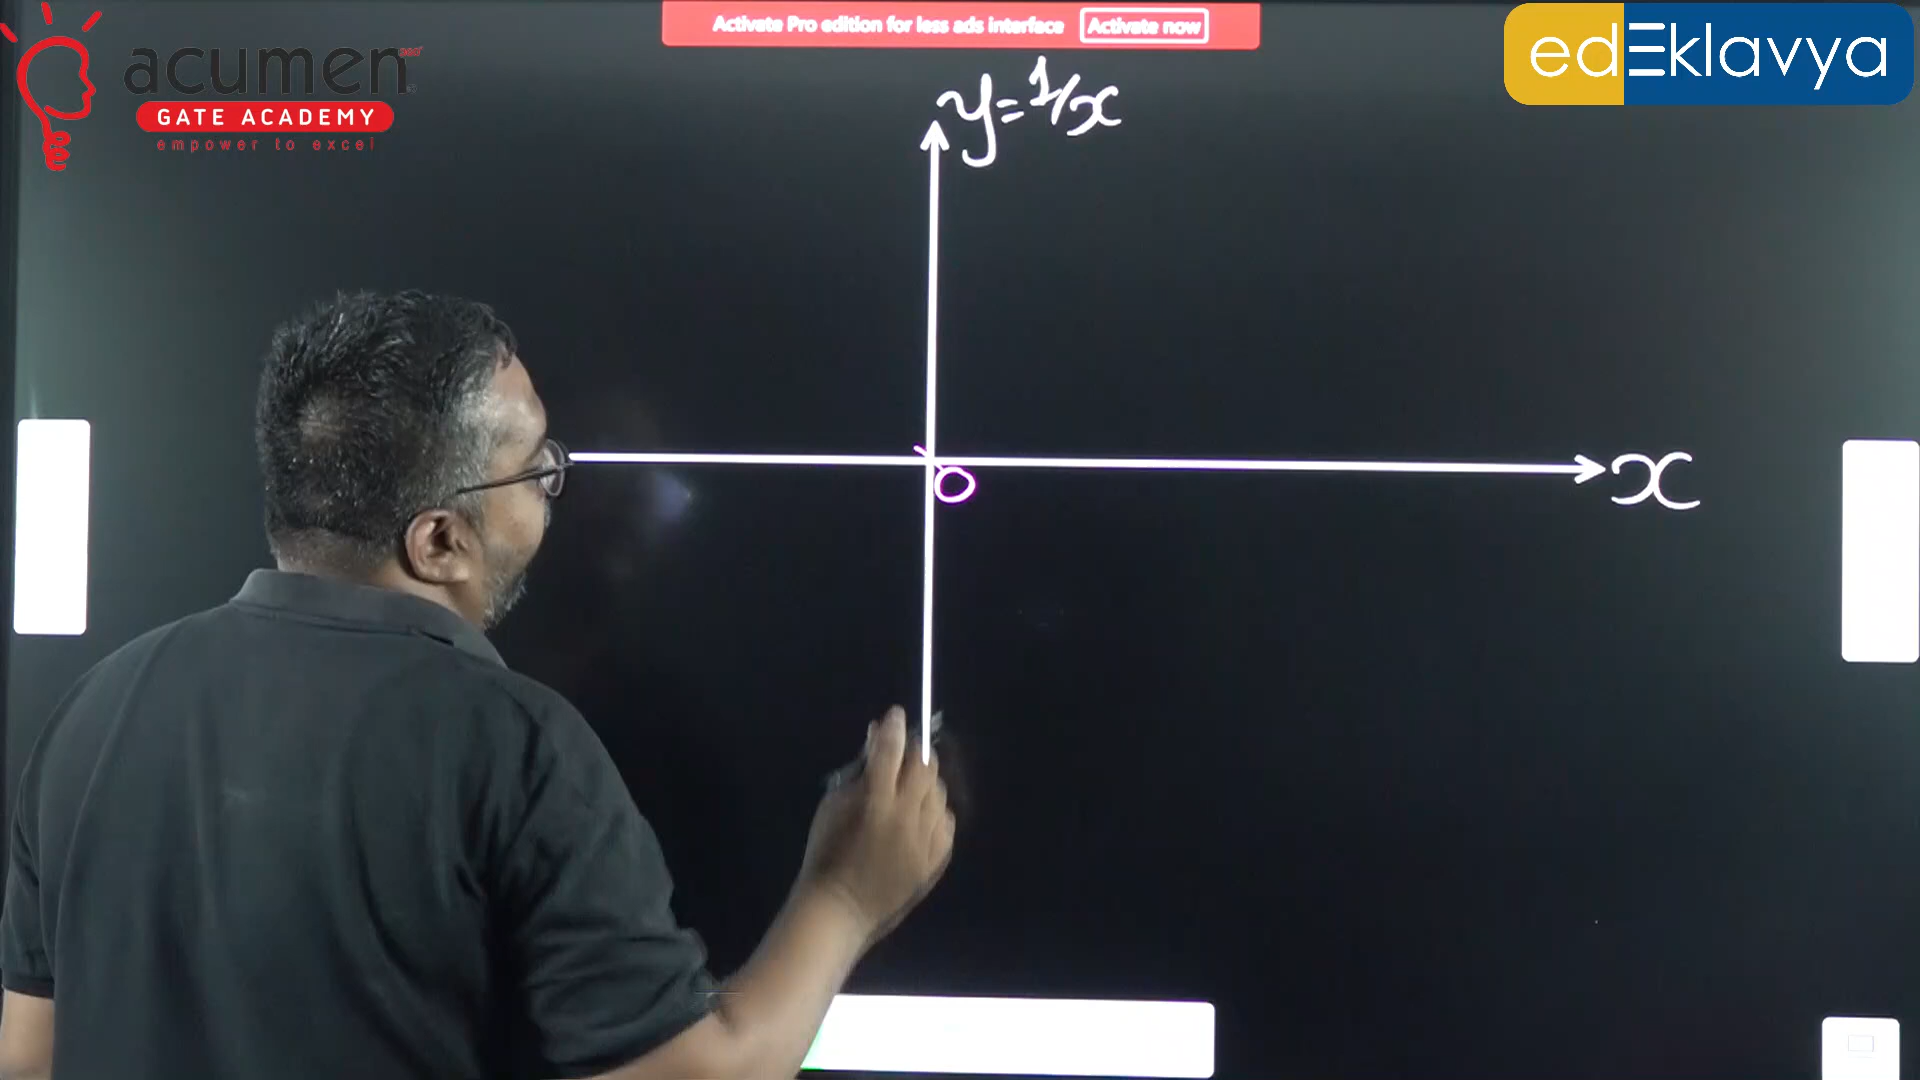 Activate Pro edition for less ads interface Activate now
acumen
GATE ACADEMY
empower to excel
edEklavya
y=1/x
0
x